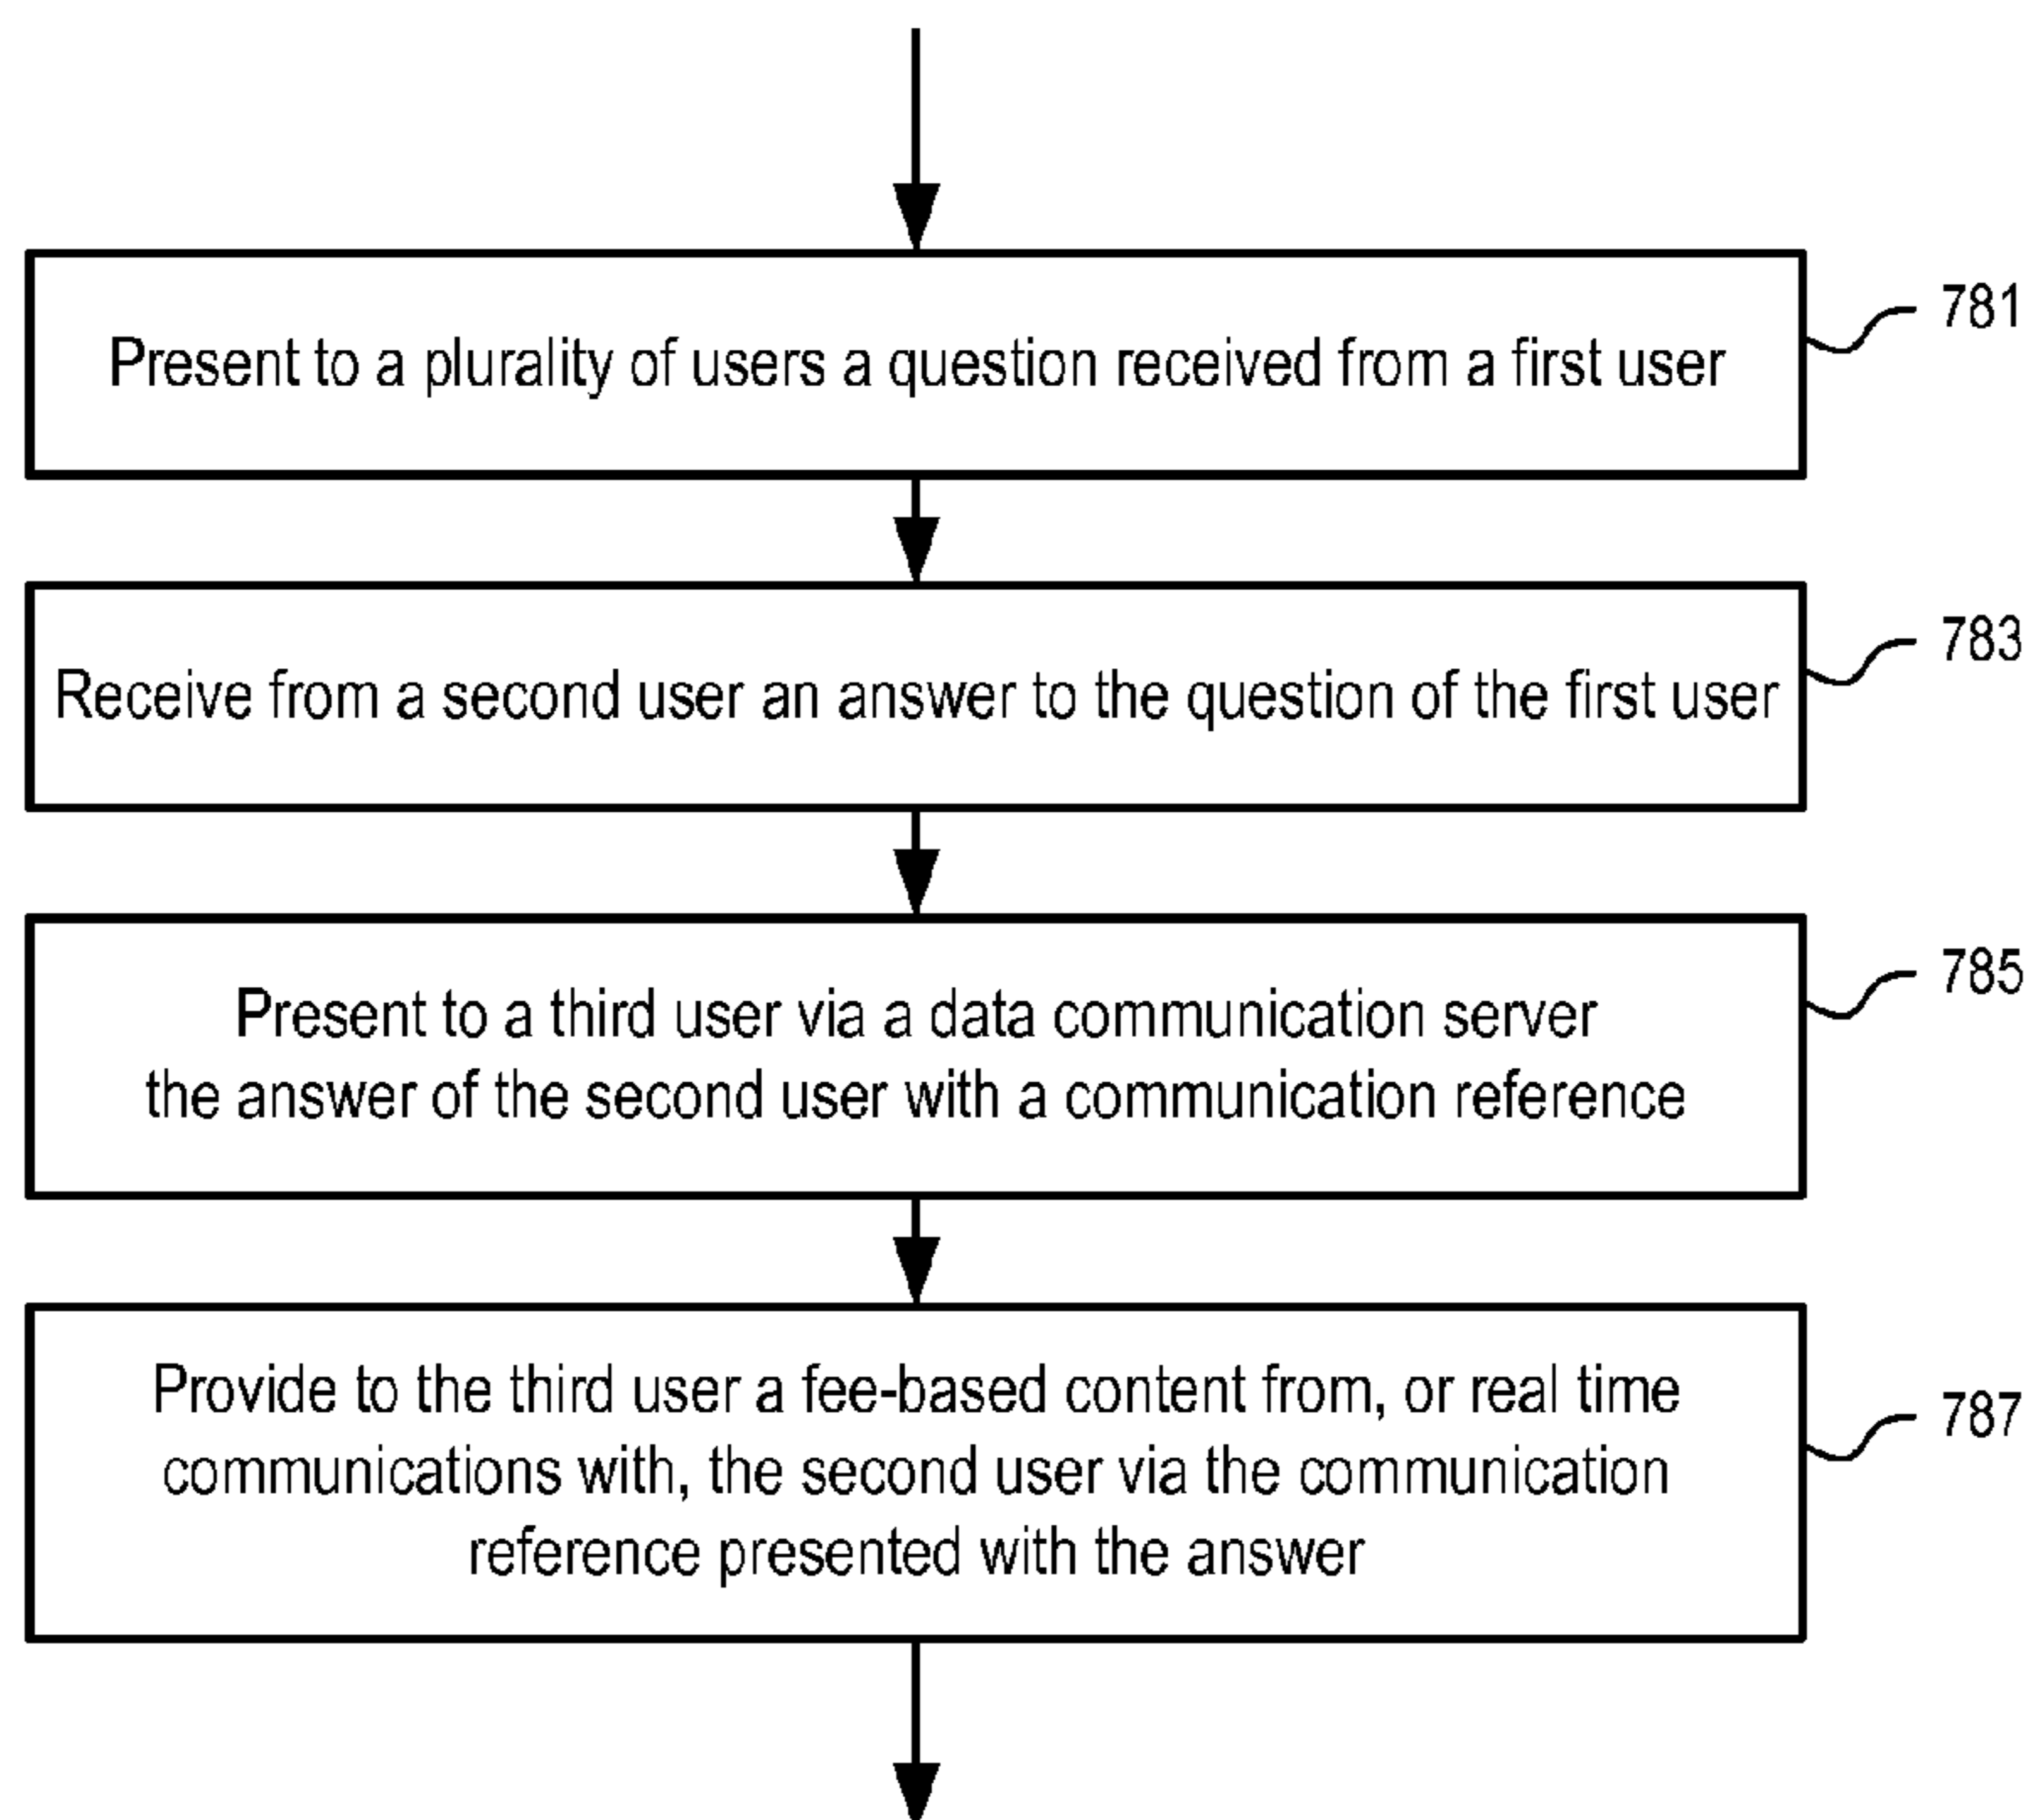 Present to a plurality of users a question received from a first user
781
Receive from a second user an answer to the question of the first user
783
Present to a third user via a data communication server
the answer of the second user with a communication reference
785
Provide to the third user a fee-based content from, or real time
communications with, the second user via the communication
reference presented with the answer
787